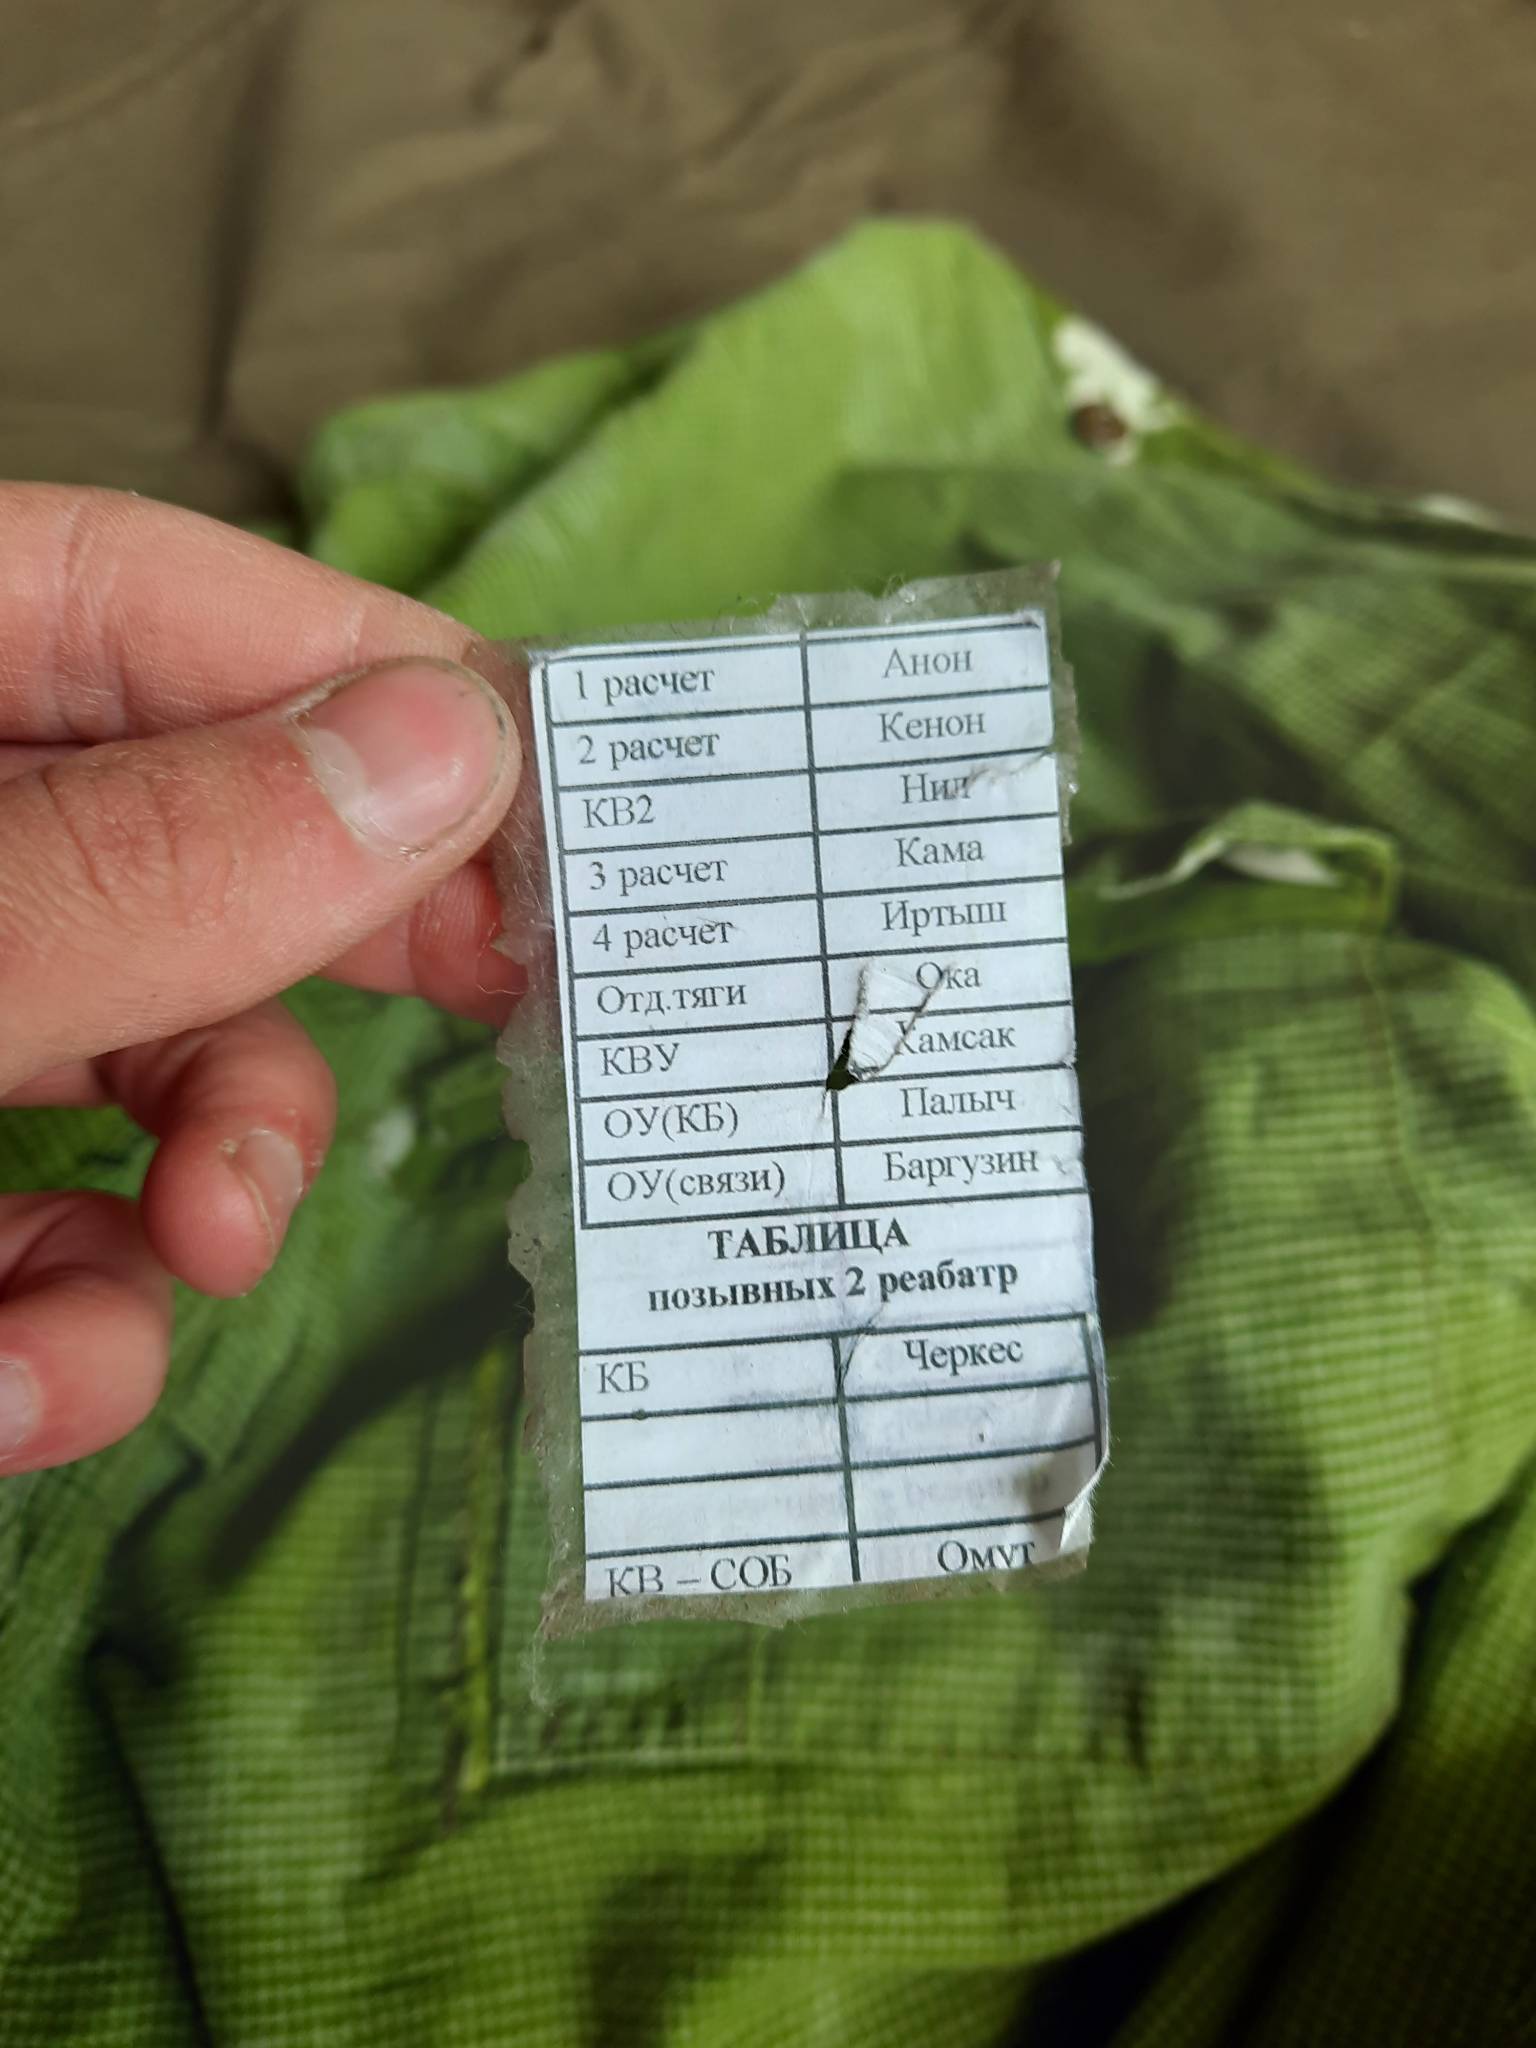 1 расчет Анон
2 расчет Кенон
КВ2 Нил
3 расчет Кама
4 расчет Иртыш
Отд.тяги Ока
КВУ Камсак
ОУ(КБ) Палыч
ОУ(связи) Баргузин
ТАБЛИЦА
позывных 2 реабатр
КБ Черкес
КВ – СОБ Омут